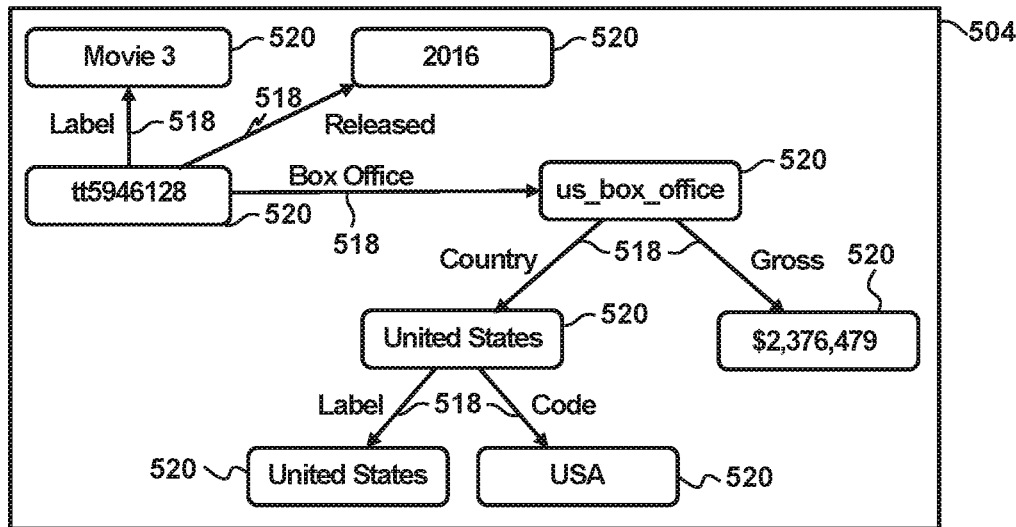 504
Movie 3 520
2016 520
Label 518
518 Released
tt5946128 520
Box Office
518
us_box_office 520
Country 518 Gross
United States 520
$2,376,479 520
Label 518 Code
520 United States
USA 520